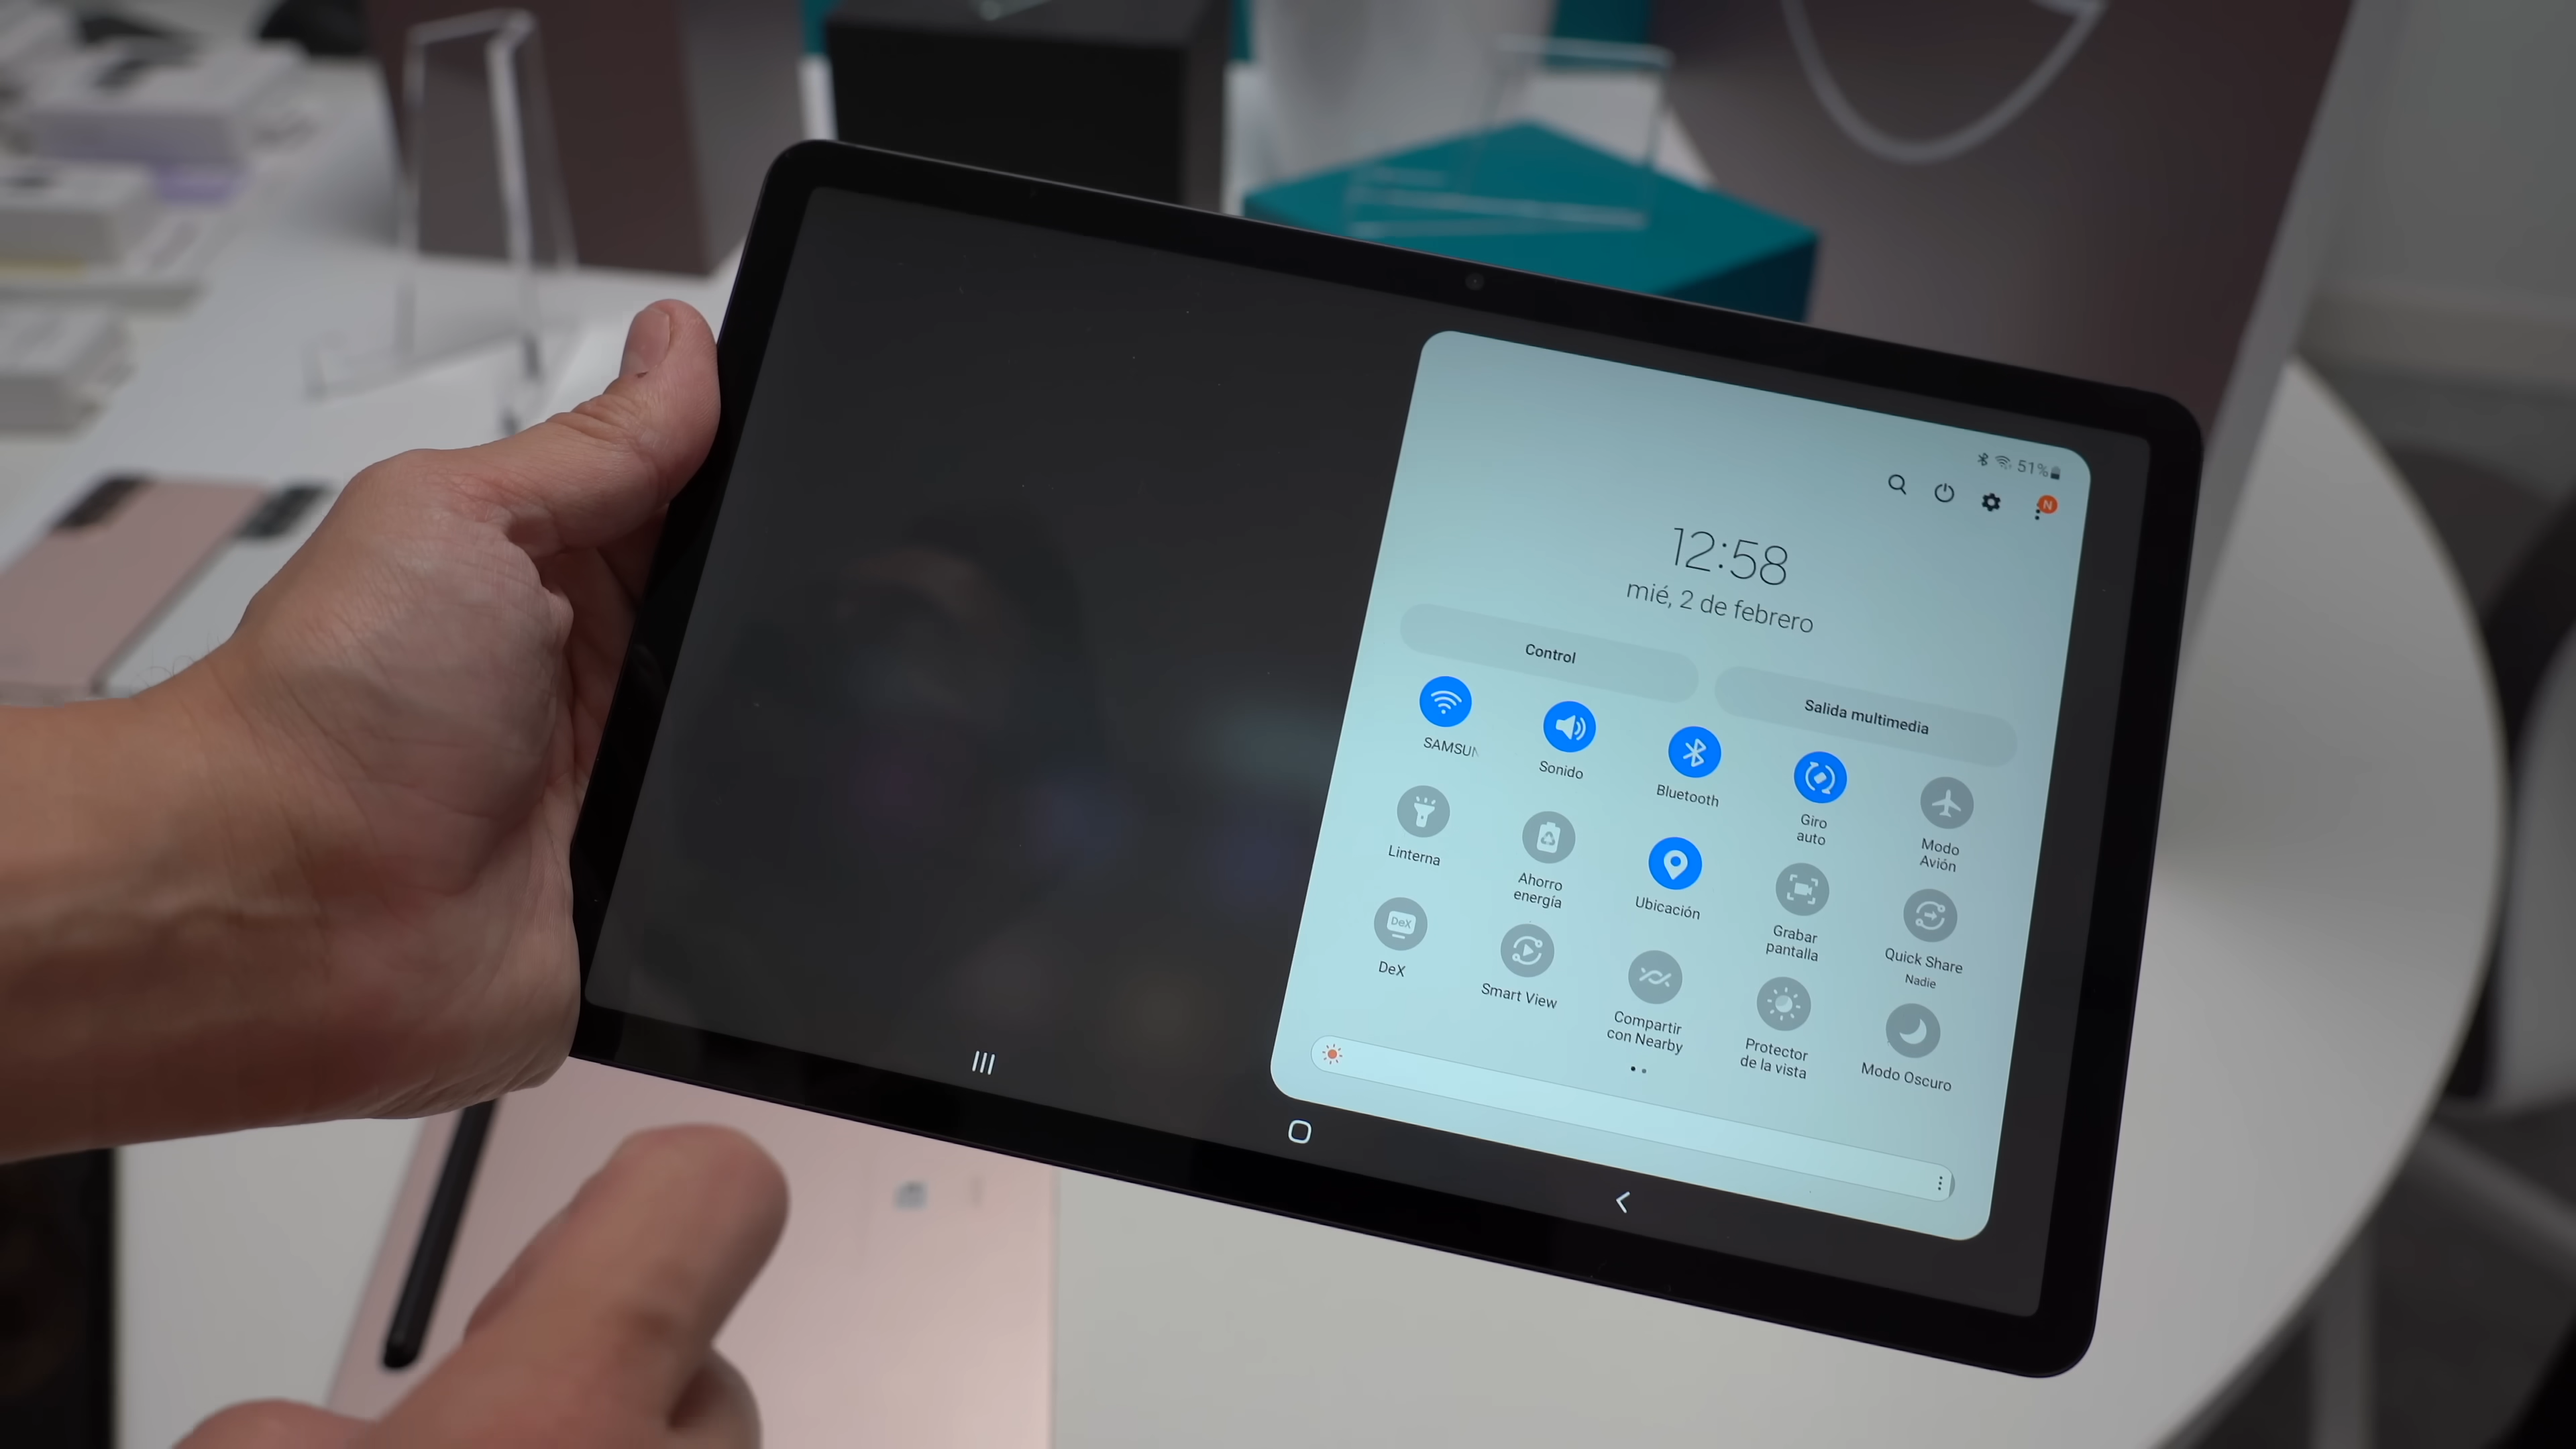 51%
N
12:58
mié, 2 de febrero
Control
Salida multimedia
SAMSUN
Sonido
Bluetooth
Giro
auto
Modo
Avión
Linterna
Ahorro
energía
Ubicación
Grabar
pantalla
Quick Share
Nadie
DeX
DeX
Smart View
Compartir
con Nearby
Protector
de la vista
Modo Oscuro